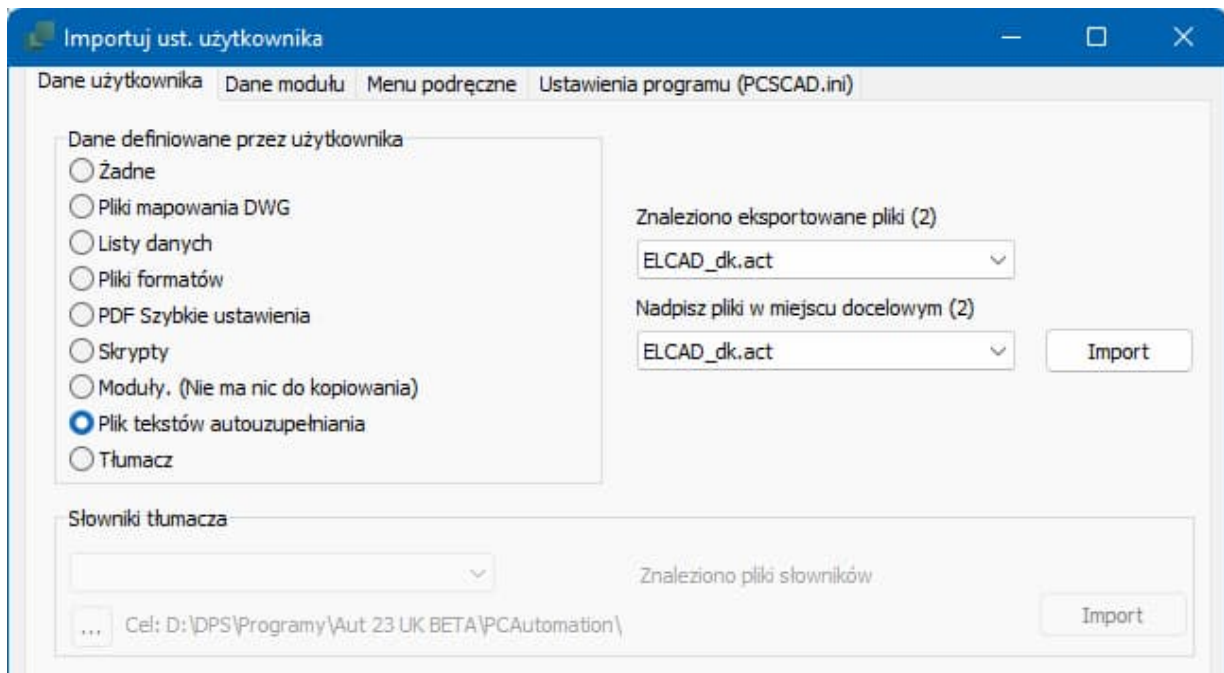 Importuj ust. użytkownika
Dane użytkownika Dane modułu Menu podręczne Ustawienia programu (PCSCAD.ini)
Dane definiowane przez użytkownika
Żadne
Pliki mapowania DWG
Listy danych
Pliki formatów
PDF Szybkie ustawienia
Skrypty
Moduły. (Nie ma nic do kopiowania)
Plik tekstów autouzupełniania
Tłumacz
Znaleziono eksportowane pliki (2)
ELCAD_dk.act
Nadpisz pliki w miejscu docelowym (2)
ELCAD_dk.act
Import
Słowniki tłumacza
Znaleziono pliki słowników
... Cel: D:\DPS\Programy\Aut 23 UK BETA\PCAutomation\
Import